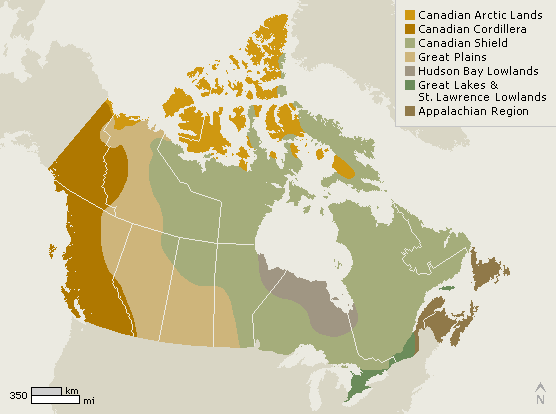 Canadian Arctic Lands
Canadian Cordillera
Canadian Shield
Great Plains
Hudson Bay Lowlands
Great Lakes &
St. Lawrence Lowlands
Appalachian Region
350 km
mi
N